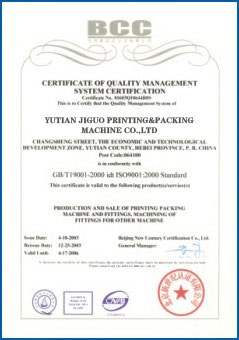 BCC
CERTIFICATE OF QUALITY MANAGEMENT
SYSTEM CERTIFICATION
Certificate No.
This is to Certify that the Quality Management System of
YUTIAN JIGUO PRINTING&PACKING
MACHINE CO.,LTD
CHANGSHENG STREET, THE ECONOMIC AND TECHNOLOGICAL
DEVELOPMENT ZONE, YUTIAN COUNTY, HEBEI PROVINCE, P. R. CHINA
Post Code:064100
is in conformity with
GB/T19001-2000 idt ISO9001:2000 Standard
This certificate is valid to the following product(s)/service(s)
PRODUCTION AND SALE OF PRINTING PACKING
MACHINE AND FITTINGS, MACHINING OF
FITTINGS FOR OTHER MACHINE
Issue Date: 4-18-2003 Beijing New Century Certification Co., Ltd.
Reissue Date: 12-25-2003 General Manager:
Valid Until: 4-17-2006